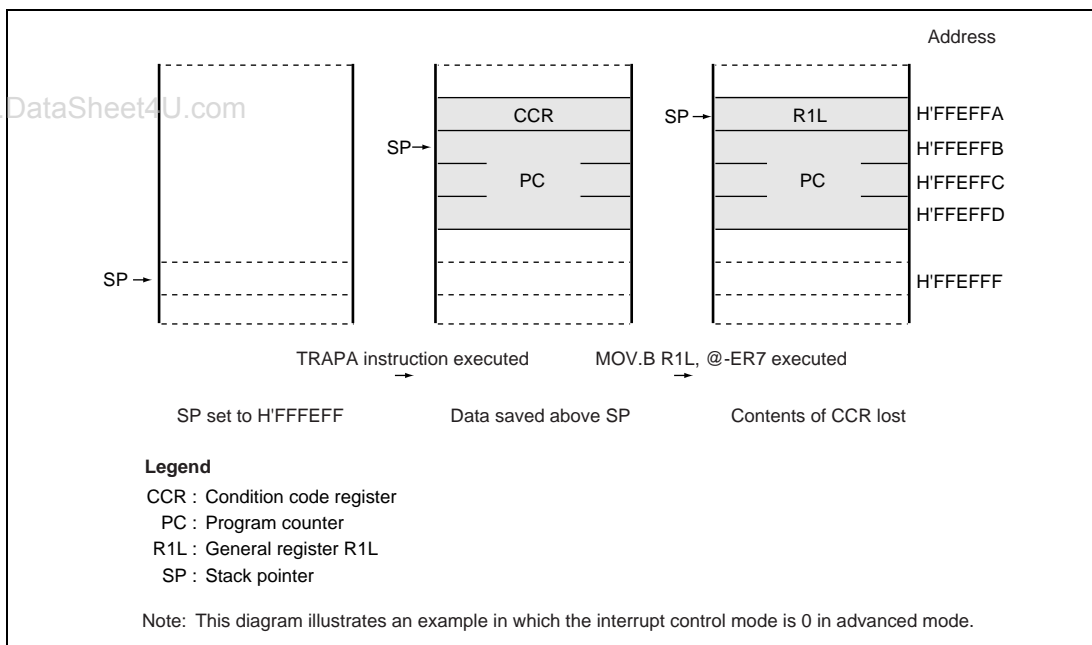 Address
.DataSheet4U.com
CCR
SP
R1L
H'FFEFFA
SP
H'FFEFFB
PC
PC
H'FFEFFC
H'FFEFFD
SP
H'FFEFFF
TRAPA instruction executed
MOV.B R1L, @-ER7 executed
SP set to H'FFFEFF
Data saved above SP
Contents of CCR lost
Legend
CCR : Condition code register
PC : Program counter
R1L : General register R1L
SP : Stack pointer
Note: This diagram illustrates an example in which the interrupt control mode is 0 in advanced mode.